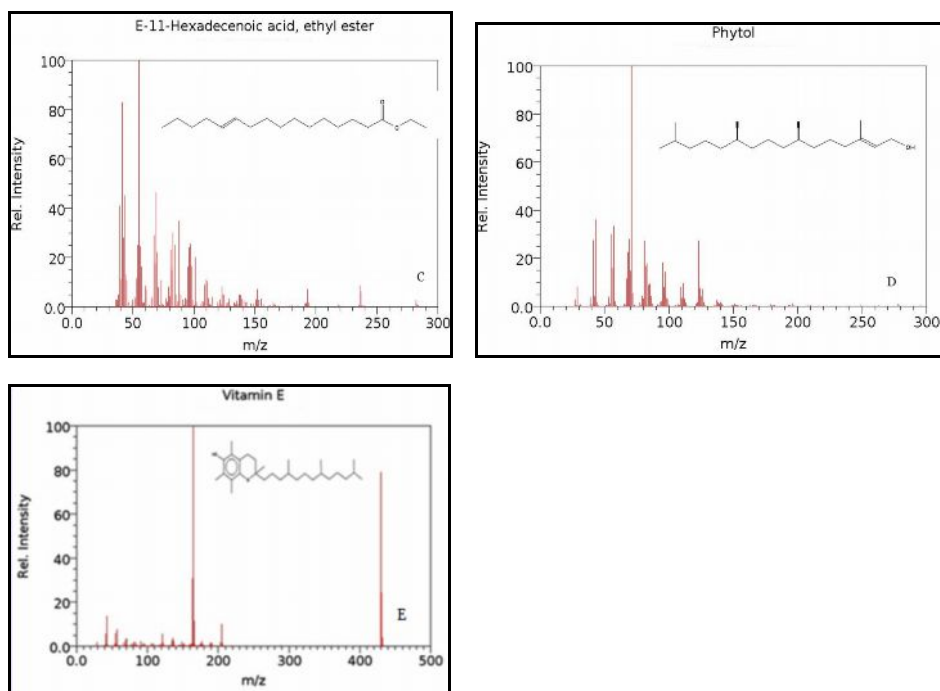 E-11-Hexadecenoic acid, ethyl ester
100
80
60
40
20
0.0
Rel. Intensity
C
0.0 50 100 150 200 250 300
m/z
Phytol
100
80
60
40
20
0.0
Rel. Intensity
OH
D
0.0 50 100 150 200 250 300
m/z
Vitamin E
100
80
60
40
20
0.0
Rel. Intensity
E
0.0 100 200 300 400 500
m/z